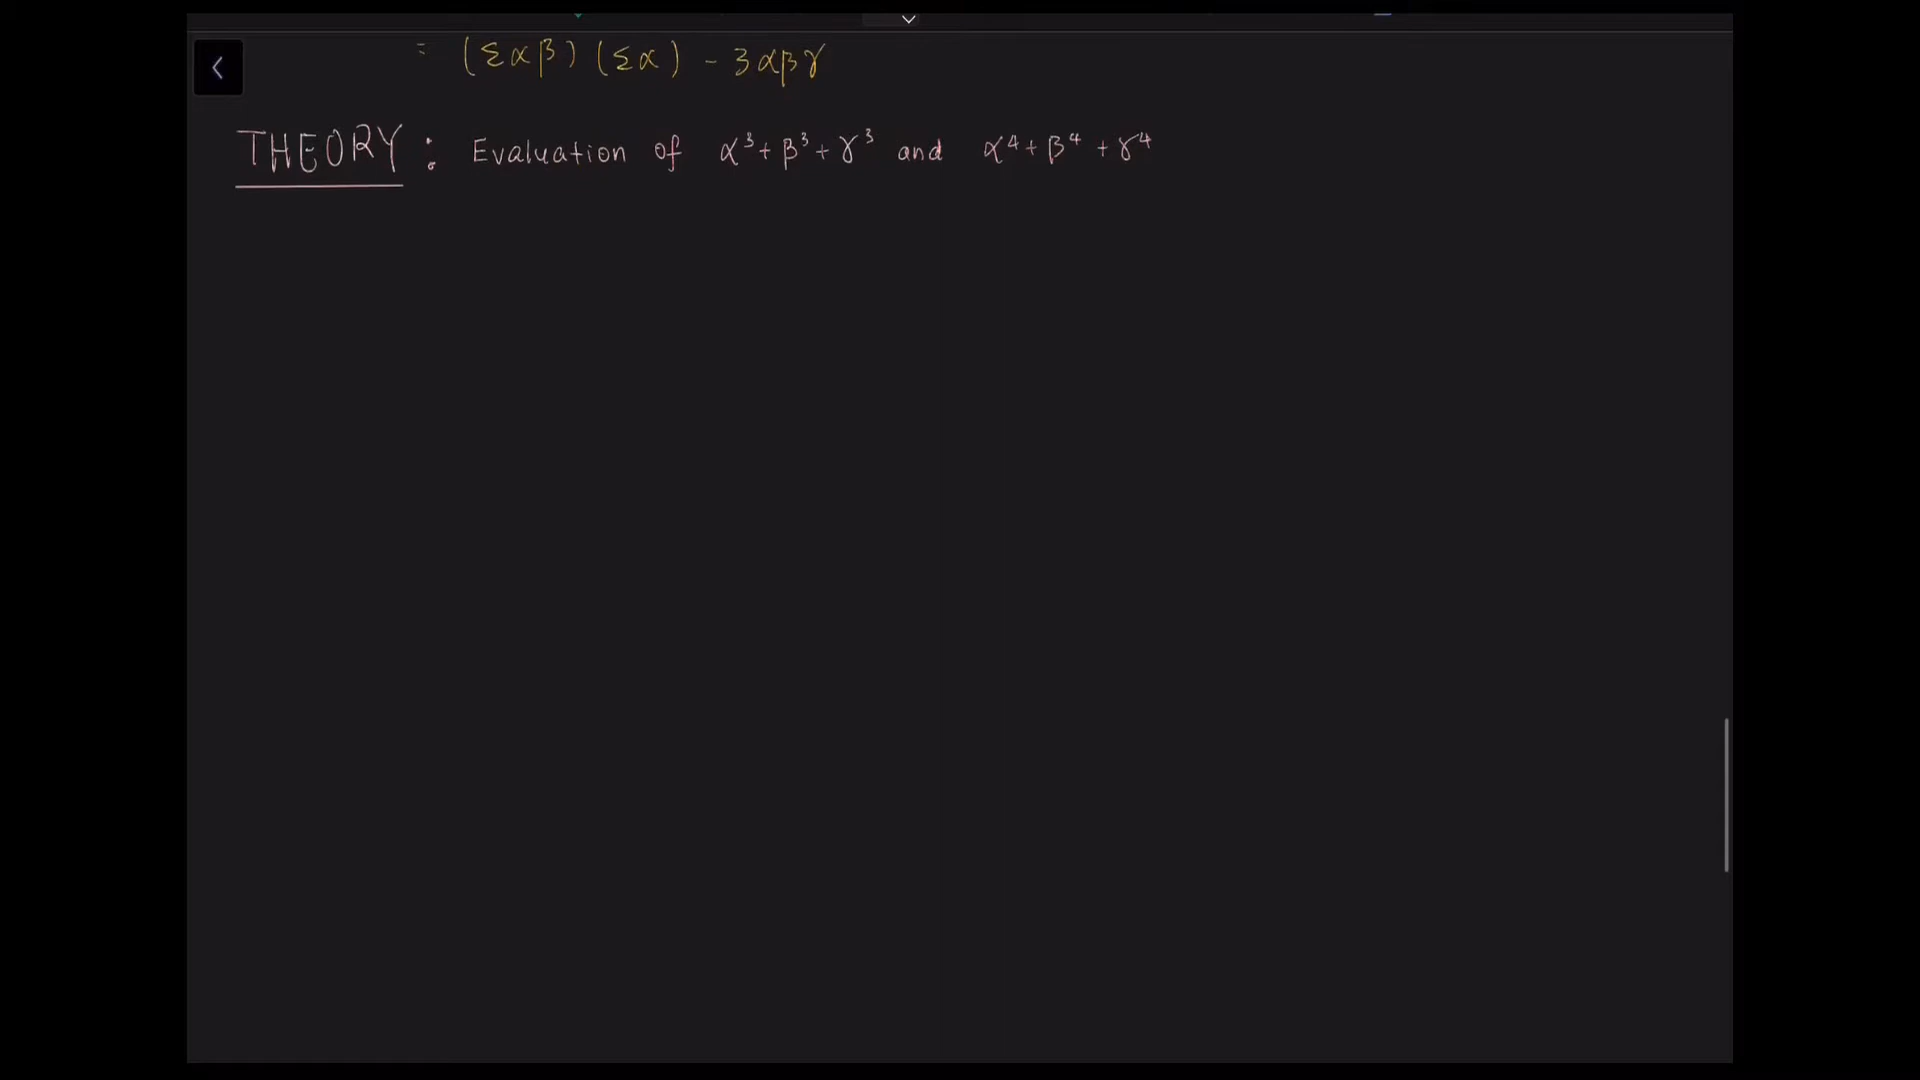 = (Σαβ) (Σα) - 3αβγ
THEORY : Evaluation of α³ + β³ + γ³ and α⁴ + β⁴ + γ⁴